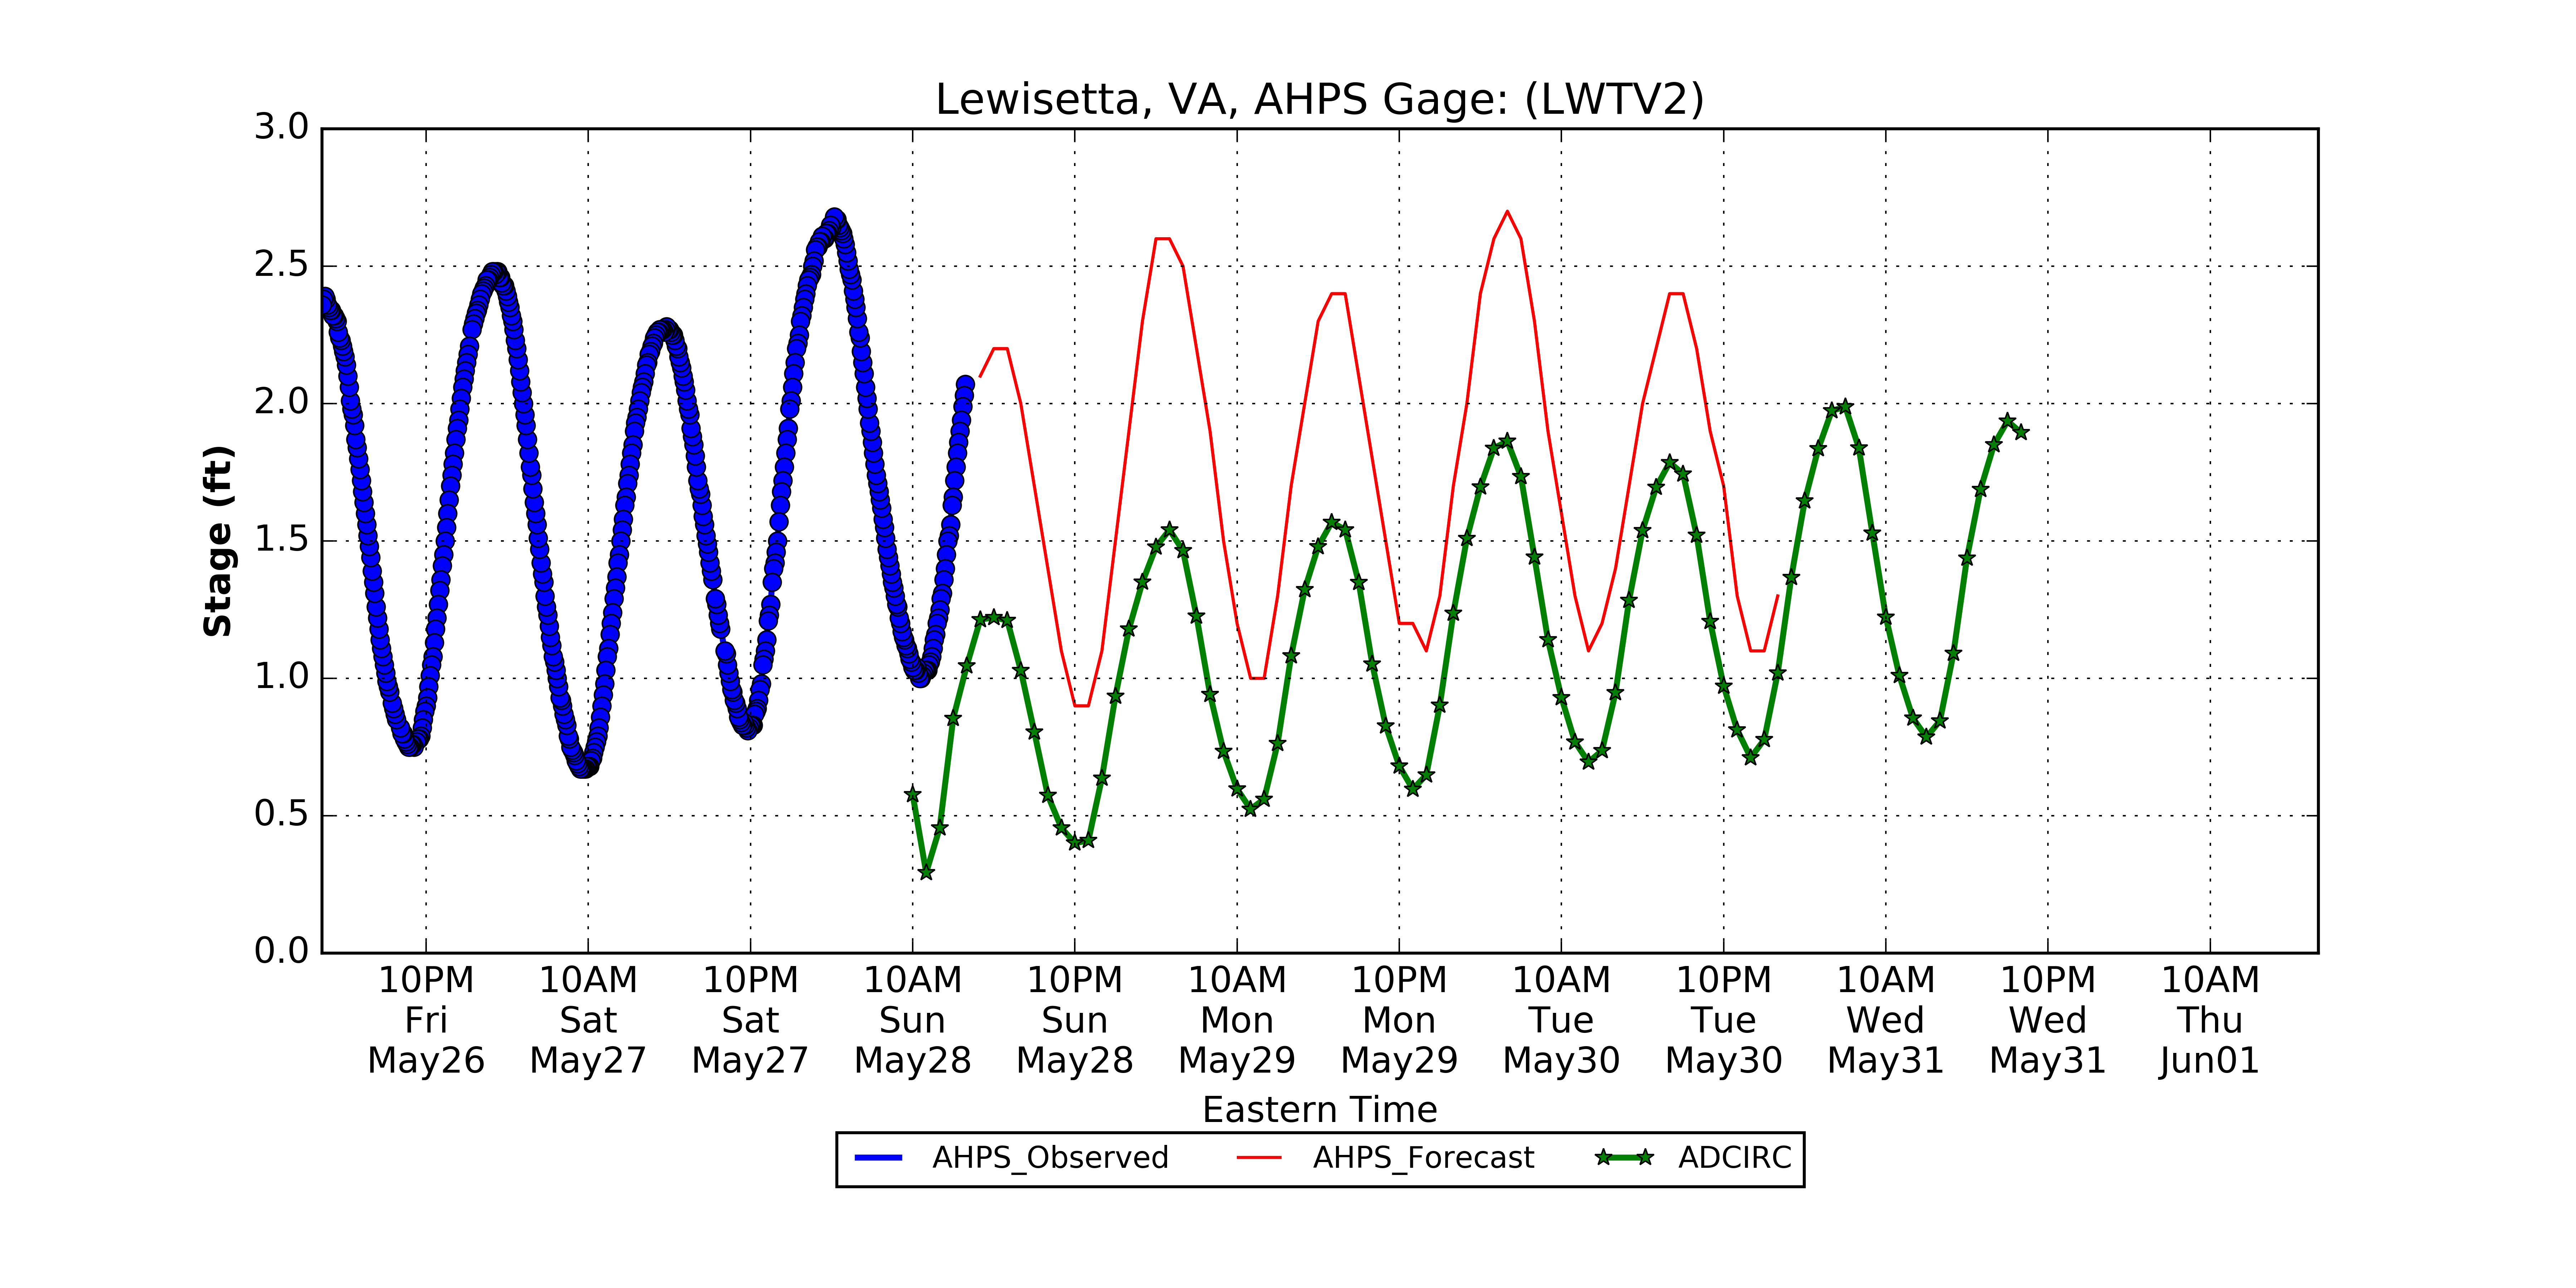 Lewisetta, VA, AHPS Gage: (LWTV2)
3.0
2.5
2.0
1.5
1.0
0.5
0.0
Stage (ft)
10PM 10AM 10PM 10AM 10PM 10AM 10PM 10AM 10PM 10AM 10PM 10AM
Fri Sat Sat Sun Sun Mon Mon Tue Tue Wed Wed Thu
May26 May27 May27 May28 May28 May29 May29 May30 May30 May31 May31 Jun01
Eastern Time
AHPS_Observed AHPS_Forecast ADCIRC